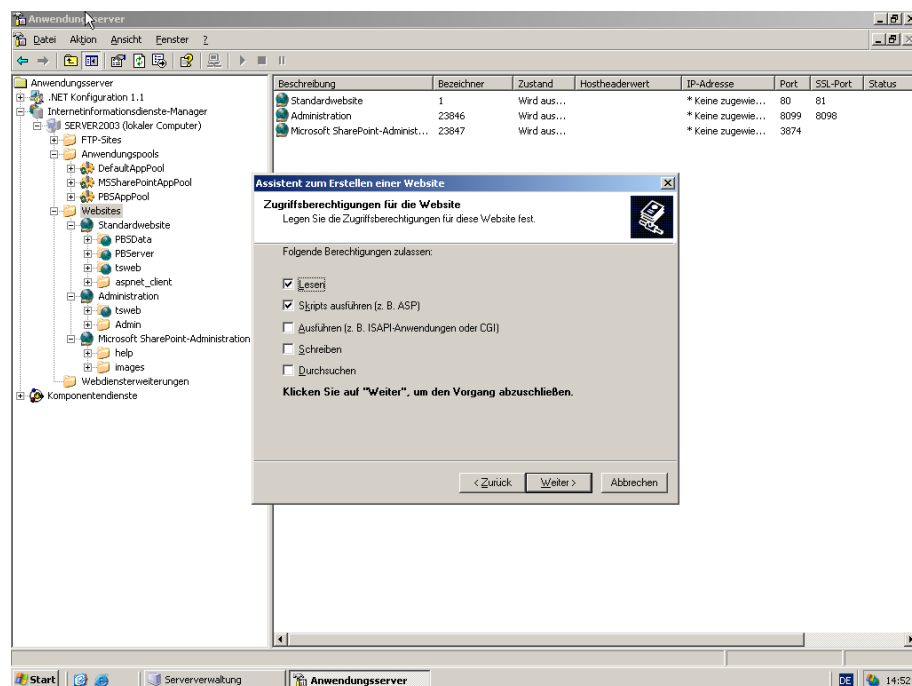 Anwendungsserver
Datei Aktion Ansicht Fenster ?
Anwendungsserver
.NET Konfiguration 1.1
Internetinformationsdienste-Manager
SERVER2003 (lokaler Computer)
FTP-Sites
Anwendungspools
DefaultAppPool
MSSharePointAppPool
PBSAppPool
Websites
Standardwebsite
PBSData
PBServer
tsweb
aspnet_client
Administration
tsweb
Admin
Microsoft SharePoint-Administration
help
images
Webdiensterweiterungen
Komponentendienste
Beschreibung Bezeichner Zustand Hostheaderwert IP-Adresse Port SSL-Port Status
Standardwebsite 1 Wird aus... * Keine zugewie... 80 81
Administration 23846 Wird aus... * Keine zugewie... 8099 8098
Microsoft SharePoint-Administ... 23847 Wird aus... * Keine zugewie... 3874
Assistent zum Erstellen einer Website
Zugriffsberechtigungen für die Website
Legen Sie die Zugriffsberechtigungen für diese Website fest.
Folgende Berechtigungen zulassen:
Lesen
Skripts ausführen (z. B. ASP)
Ausführen (z. B. ISAPI-Anwendungen oder CGI)
Schreiben
Durchsuchen
Klicken Sie auf "Weiter", um den Vorgang abzuschließen.
< Zurück Weiter > Abbrechen
Start Serververwaltung Anwendungsserver DE 14:52